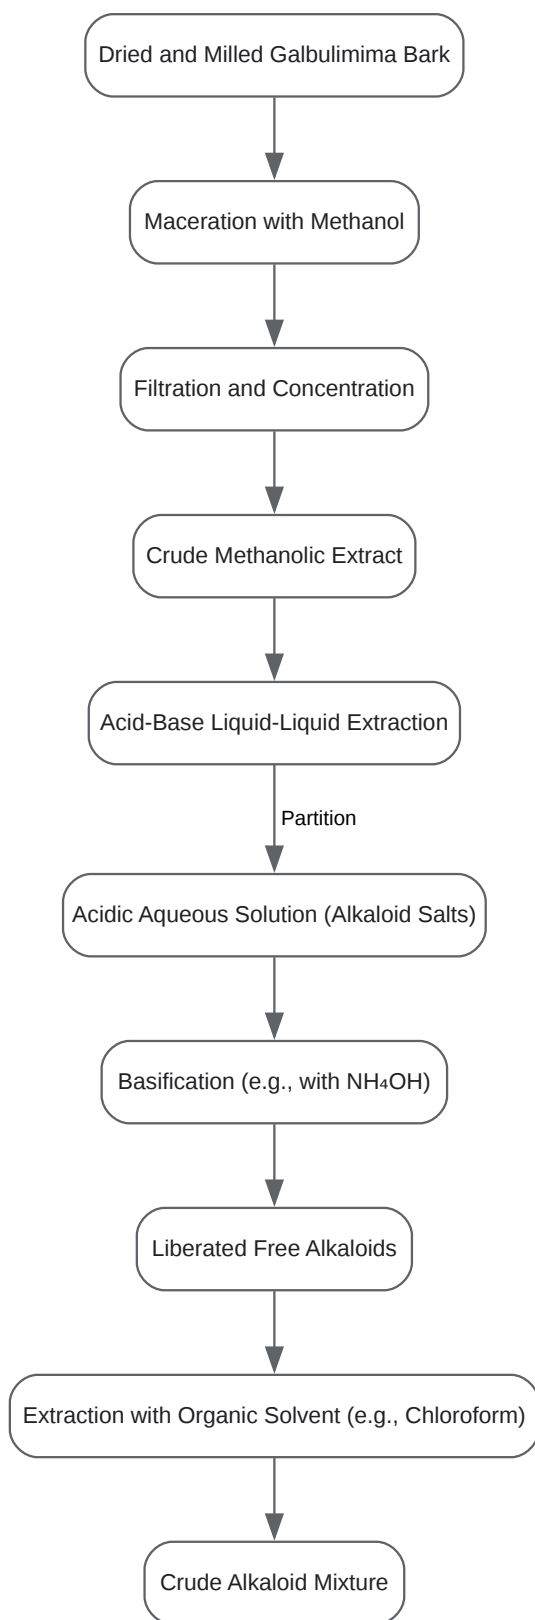 Dried and Milled Galbulimima Bark
Maceration with Methanol
Filtration and Concentration
Crude Methanolic Extract
Acid-Base Liquid-Liquid Extraction
Partition
Acidic Aqueous Solution (Alkaloid Salts)
Basification (e.g., with NH₄OH)
Liberated Free Alkaloids
Extraction with Organic Solvent (e.g., Chloroform)
Crude Alkaloid Mixture